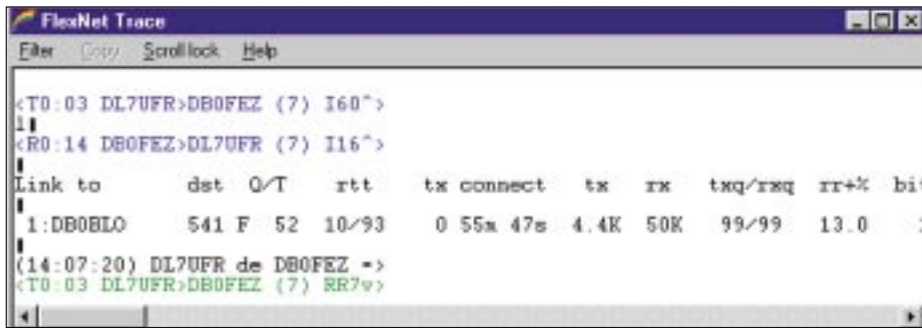 FlexNet Trace
Filter Copy Scroll lock Help
<T0:03 DL7UFR>DB0FEZ (7) I60^>
l
<R0:14 DB0FEZ>DL7UFR (7) I16^>
Link to dst Q/T rtt tx connect tx rx txq/rxq rr+% bi
1:DB0BLO 541 F 52 10/93 0 55m 47s 4.4K 50K 99/99 13.0
(14:07:20) DL7UFR de DB0FEZ =>
<T0:03 DL7UFR>DB0FEZ (7) RR7v>